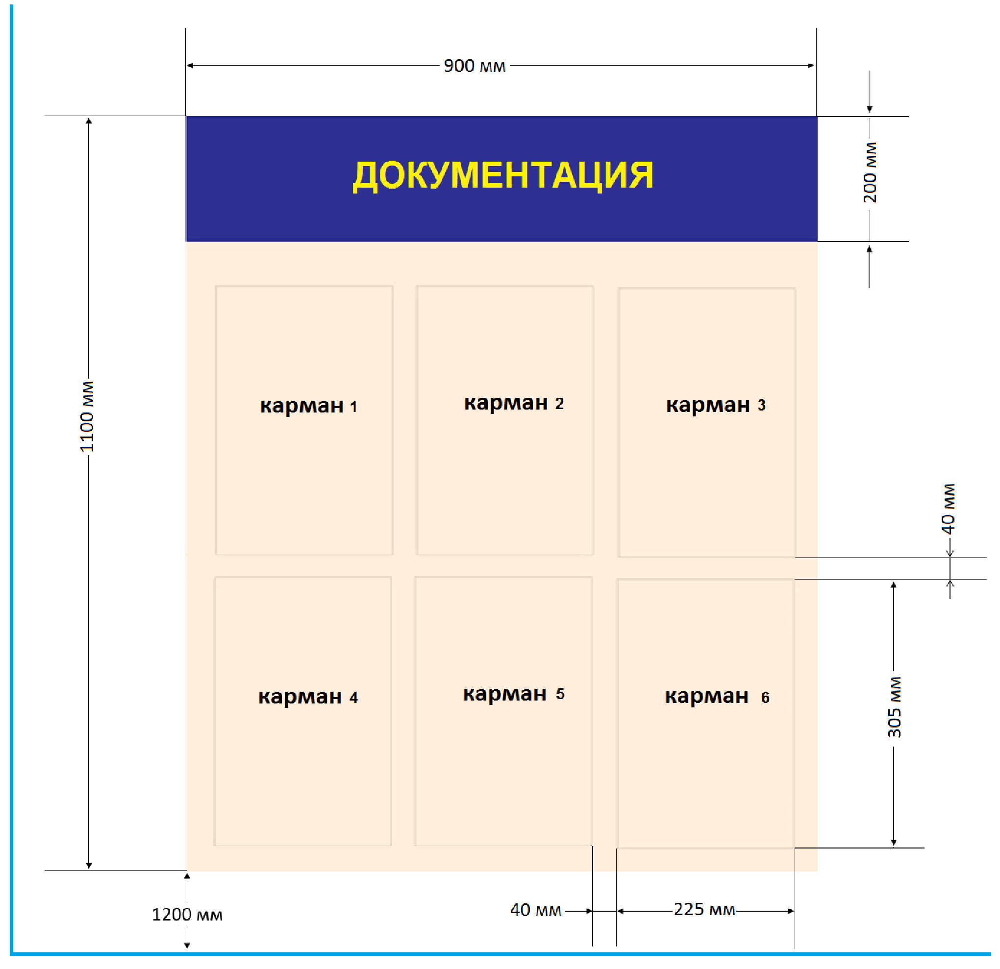 900 мм
200 мм
ДОКУМЕНТАЦИЯ
1100 мм
карман 1
карман 2
карман 3
40 мм
карман 4
карман 5
карман 6
305 мм
1200 мм
40 мм
225 мм